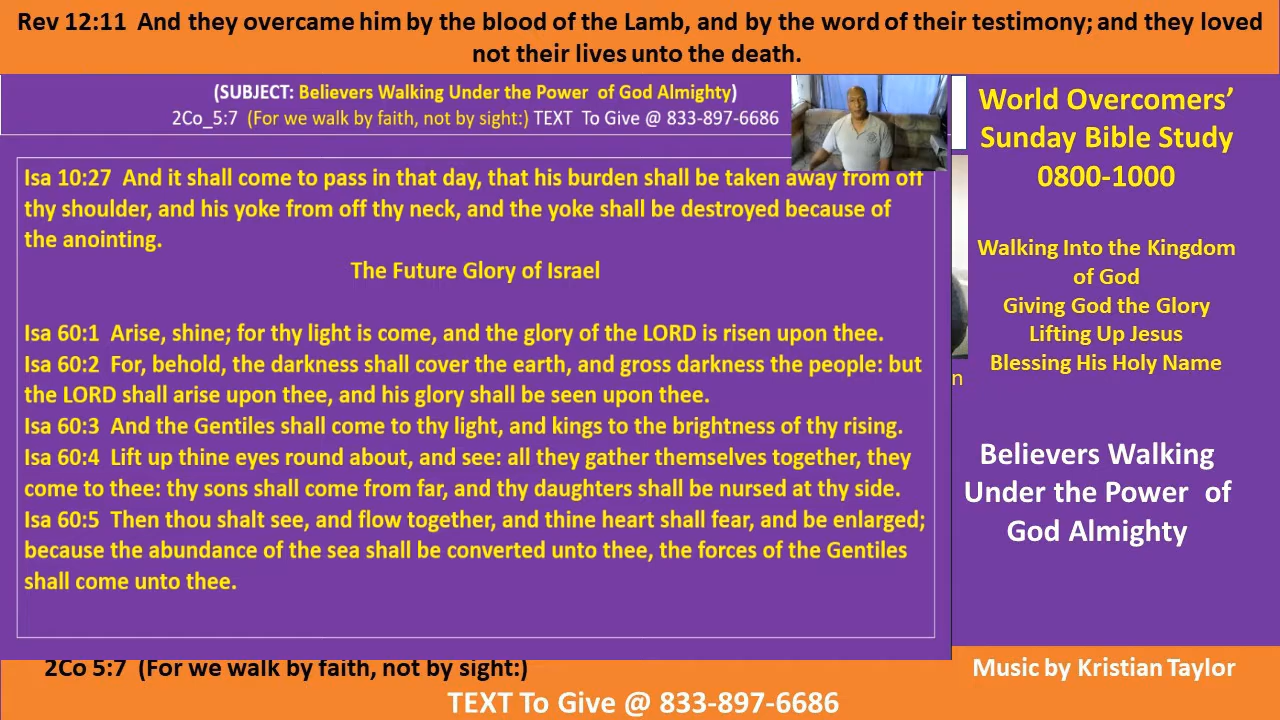 Rev 12:11  And they overcame him by the blood of the Lamb, and by the word of their testimony; and they loved
not their lives unto the death.
(SUBJECT: Believers Walking Under the Power  of God Almighty)
2Co_5:7  (For we walk by faith, not by sight:) TEXT  To Give @ 833-897-6686
Isa 10:27  And it shall come to pass in that day, that his burden shall be taken away from off
thy shoulder, and his yoke from off thy neck, and the yoke shall be destroyed because of
the anointing.
The Future Glory of Israel
Isa 60:1  Arise, shine; for thy light is come, and the glory of the LORD is risen upon thee.
Isa 60:2  For, behold, the darkness shall cover the earth, and gross darkness the people: but
the LORD shall arise upon thee, and his glory shall be seen upon thee.
Isa 60:3  And the Gentiles shall come to thy light, and kings to the brightness of thy rising.
Isa 60:4  Lift up thine eyes round about, and see: all they gather themselves together, they
come to thee: thy sons shall come from far, and thy daughters shall be nursed at thy side.
Isa 60:5  Then thou shalt see, and flow together, and thine heart shall fear, and be enlarged;
because the abundance of the sea shall be converted unto thee, the forces of the Gentiles
shall come unto thee.
World Overcomers'
Sunday Bible Study
0800-1000
Walking Into the Kingdom
of God
Giving God the Glory
Lifting Up Jesus
Blessing His Holy Name
n
Believers Walking
Under the Power  of
God Almighty
2Co 5:7  (For we walk by faith, not by sight:)
Music by Kristian Taylor
TEXT To Give @ 833-897-6686